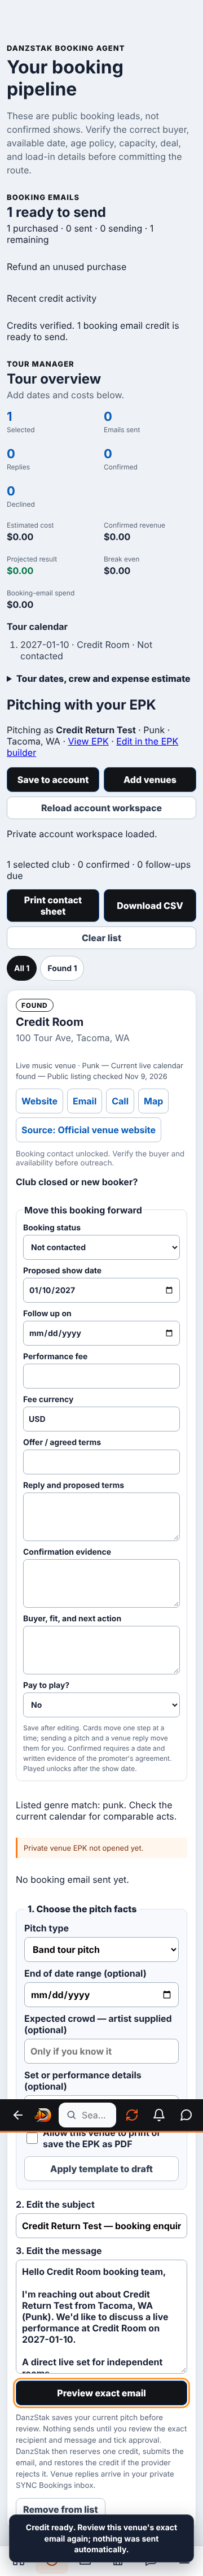 DANZSTAK BOOKING AGENT
Your booking
pipeline
These are public booking leads, not
confirmed shows. Verify the correct buyer,
available date, age policy, capacity, deal,
and load-in details before committing the
route.
BOOKING EMAILS
1 ready to send
1 purchased · 0 sent · 0 sending · 1
remaining
Refund an unused purchase
Recent credit activity
Credits verified. 1 booking email credit is
ready to send.
TOUR MANAGER
Tour overview
Add dates and costs below.
1
Selected
0
Emails sent
0
Replies
0
Confirmed
0
Declined
Estimated cost
$0.00
Confirmed revenue
$0.00
Projected result
$0.00
Break even
$0.00
Booking-email spend
$0.00
Tour calendar
1. 2027-01-10 · Credit Room · Not
contacted
Tour dates, crew and expense estimate
Pitching with your EPK
Pitching as Credit Return Test · Punk ·
Tacoma, WA · View EPK · Edit in the EPK
builder
Save to account
Add venues
Reload account workspace
Private account workspace loaded.
1 selected club · 0 confirmed · 0 follow-ups
due
Print contact
sheet
Download CSV
Clear list
All 1
Found 1
FOUND
Credit Room
100 Tour Ave, Tacoma, WA
Live music venue · Punk — Current live calendar
found — Public listing checked Nov 9, 2026
Website
Email
Call
Map
Source: Official venue website
Booking contact unlocked. Verify the buyer and
availability before outreach.
Club closed or new booker?
Move this booking forward
Booking status
Not contacted
Proposed show date
01/10/2027
Follow up on
mm/dd/yyyy
Performance fee
Fee currency
USD
Offer / agreed terms
Reply and proposed terms
Confirmation evidence
Buyer, fit, and next action
Pay to play?
No
Save after editing. Cards move one step at a
time; sending a pitch and a venue reply move
them for you. Confirmed requires a date and
written evidence of the promoter's agreement.
Played unlocks after the show date.
Listed genre match: punk. Check the
current calendar for comparable acts.
Private venue EPK not opened yet.
No booking email sent yet.
1. Choose the pitch facts
Pitch type
Band tour pitch
End of date range (optional)
mm/dd/yyyy
Expected crowd — artist supplied
(optional)
Only if you know it
Set or performance details
(optional)
Sea...
Allow this venue to print or
save the EPK as PDF
Apply template to draft
2. Edit the subject
Credit Return Test — booking enquir
3. Edit the message
Hello Credit Room booking team,
I'm reaching out about Credit
Return Test from Tacoma, WA
(Punk). We'd like to discuss a live
performance at Credit Room on
2027-01-10.
A direct live set for independent
rooms
Preview exact email
DanzStak saves your current pitch before
review. Nothing sends until you review the exact
recipient and message and tick approval.
DanzStak then reserves one credit, submits the
email, and restores the credit if the provider
rejects it. Venue replies arrive in your private
SYNC Bookings inbox.
Remove from list
Credit ready. Review this venue's exact
email again; nothing was sent
automatically.